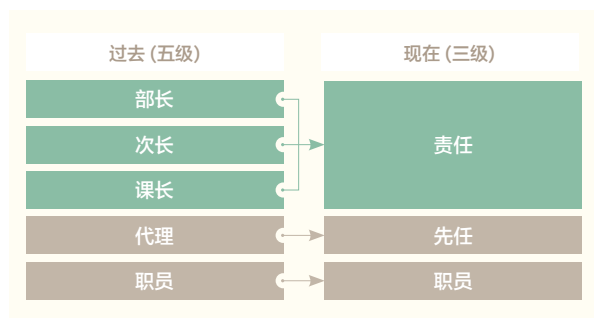 过去 (五级)
现在 (三级)
部长
次长
课长
责任
代理
先任
职员
职员